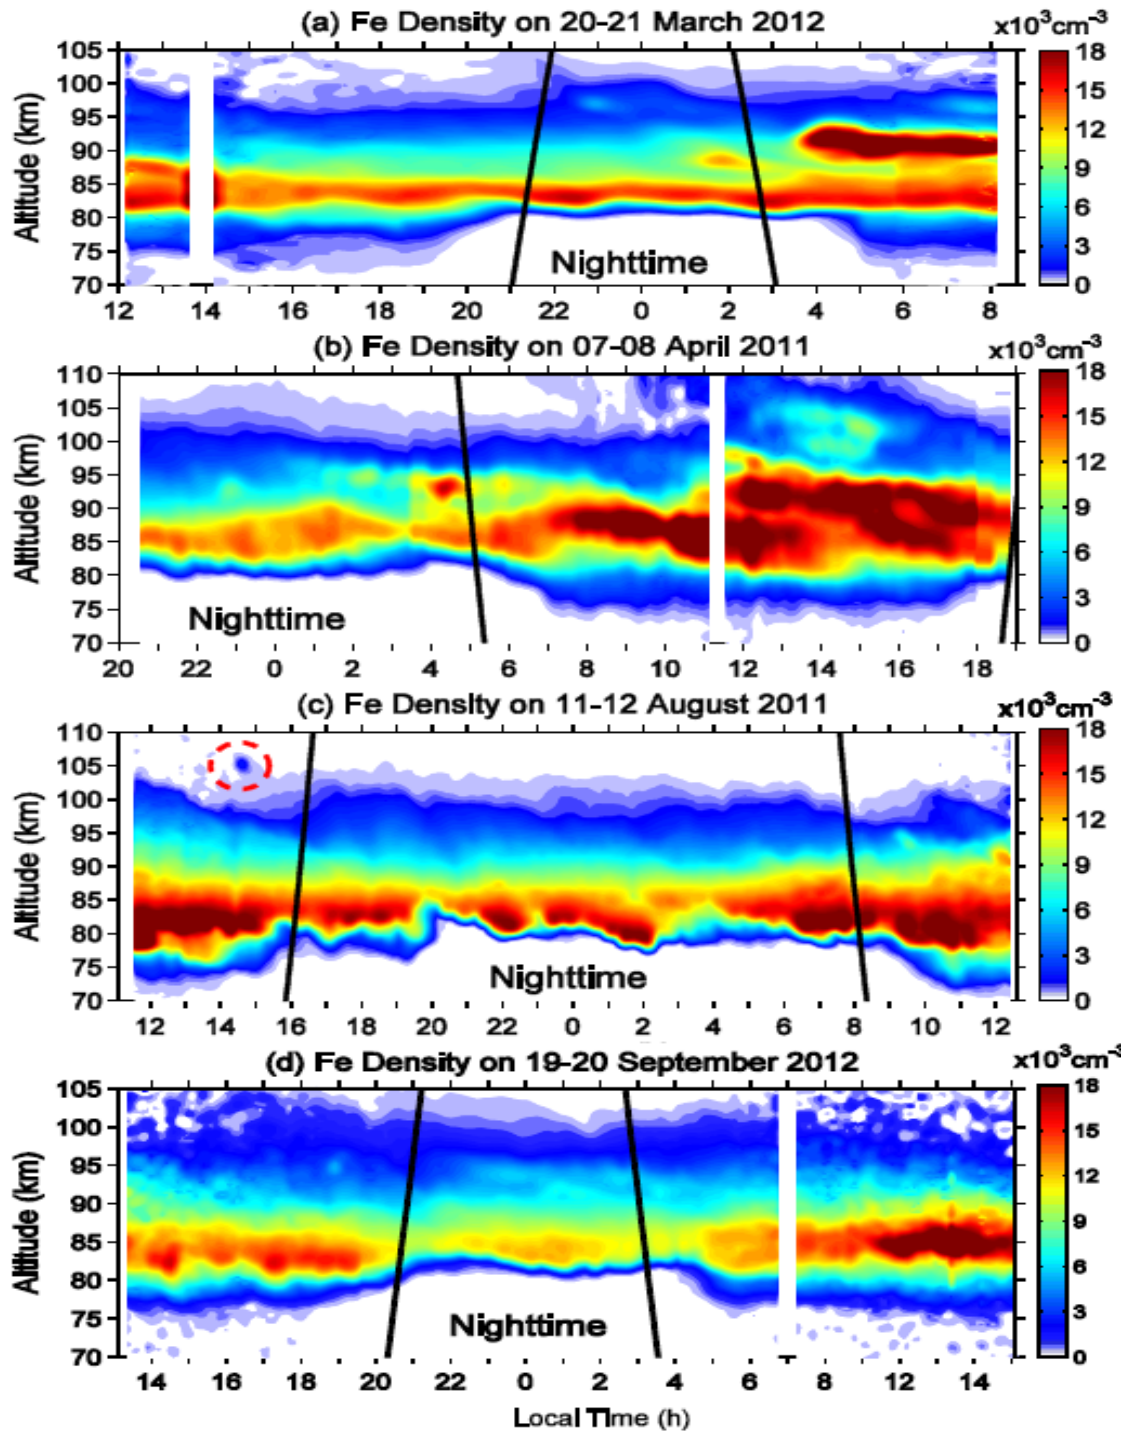 (a) Fe Density on 20-21 March 2012
x10³cm⁻³
105
100
95
90
85
80
75
70
Altitude (km)
Nighttime
12 14 16 18 20 22 0 2 4 6 8
18
15
12
9
6
3
0
(b) Fe Density on 07-08 April 2011
x10³cm⁻³
110
105
100
95
90
85
80
75
70
Altitude (km)
Nighttime
20 22 0 2 4 6 8 10 12 14 16 18
18
15
12
9
6
3
0
(c) Fe Density on 11-12 August 2011
x10³cm⁻³
110
105
100
95
90
85
80
75
70
Altitude (km)
Nighttime
12 14 16 18 20 22 0 2 4 6 8 10 12
18
15
12
9
6
3
0
(d) Fe Density on 19-20 September 2012
x10³cm⁻³
105
100
95
90
85
80
75
70
Altitude (km)
Nighttime
14 16 18 20 22 0 2 4 6 8 12 14
18
15
12
9
6
3
0
Local Time (h)